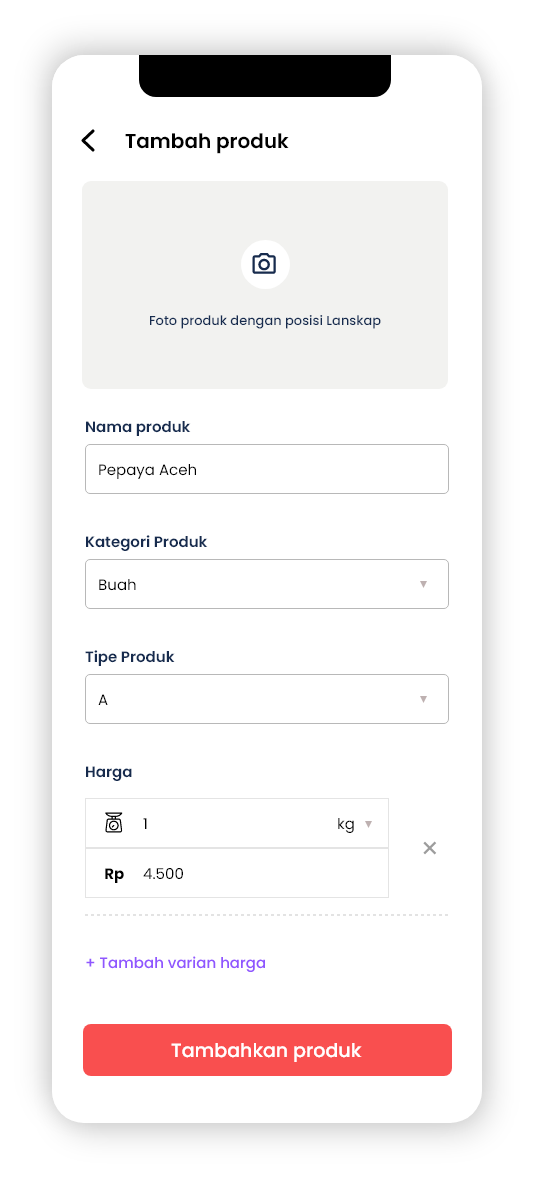 Tambah produk
Foto produk dengan posisi Lanskap
Nama produk
Pepaya Aceh
Kategori Produk
Buah
Tipe Produk
A
Harga
1 kg
Rp 4.500
+ Tambah varian harga
Tambahkan produk